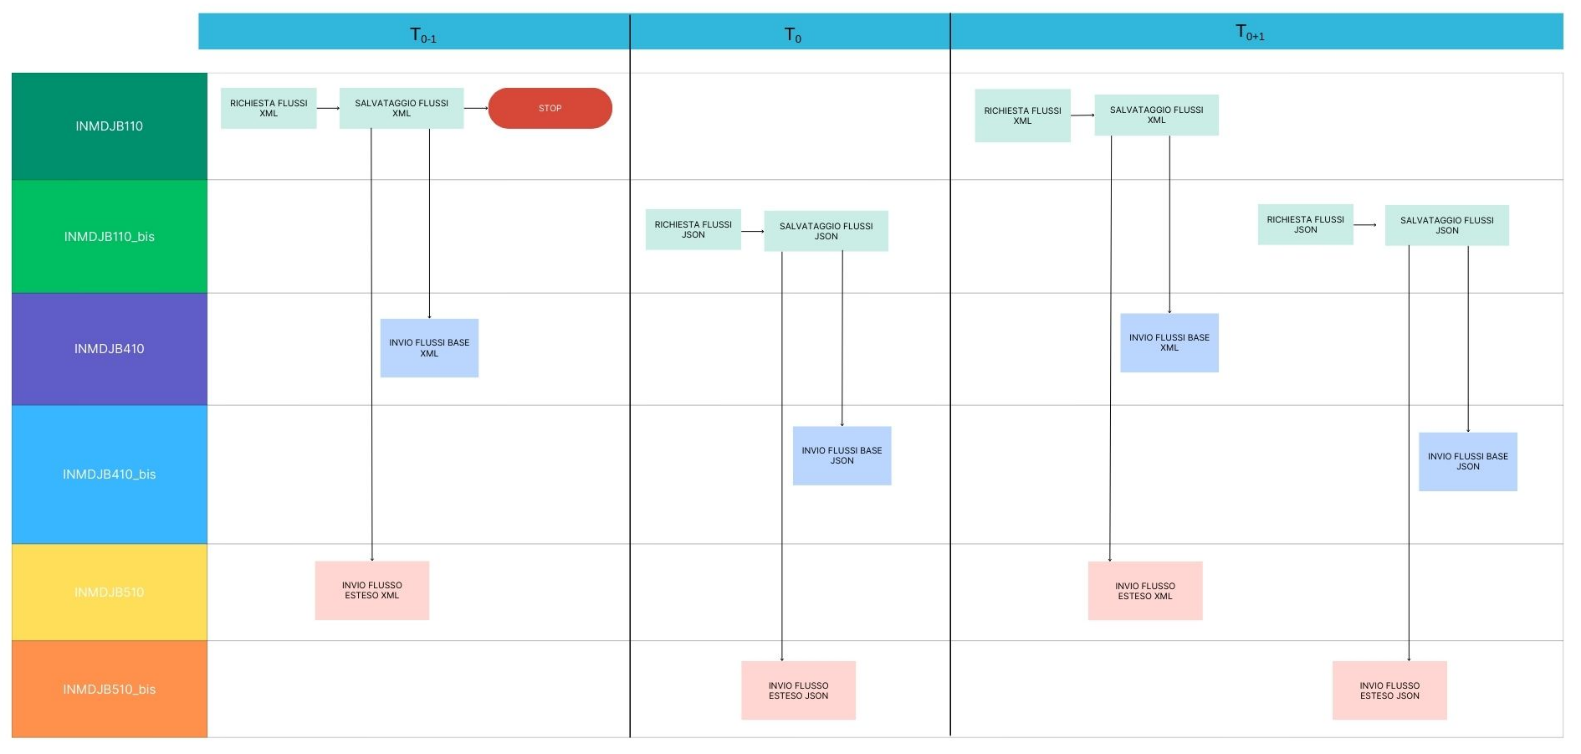 T0-1
T0
T0+1
INMDJB110
RICHIESTA FLUSSI
XML
SALVATAGGIO FLUSSI
XML
STOP
RICHIESTA FLUSSI
XML
SALVATAGGIO FLUSSI
XML
INMDJB110_bis
RICHIESTA FLUSSI
JSON
SALVATAGGIO FLUSSI
JSON
RICHIESTA FLUSSI
JSON
SALVATAGGIO FLUSSI
JSON
INMDJB410
INVIO FLUSSI BASE
XML
INVIO FLUSSI BASE
XML
INMDJB410_bis
INVIO FLUSSI BASE
JSON
INVIO FLUSSI BASE
JSON
INMDJB510
INVIO FLUSSO
ESTESO XML
INVIO FLUSSO
ESTESO XML
INMDJB510_bis
INVIO FLUSSO
ESTESO JSON
INVIO FLUSSO
ESTESO JSON